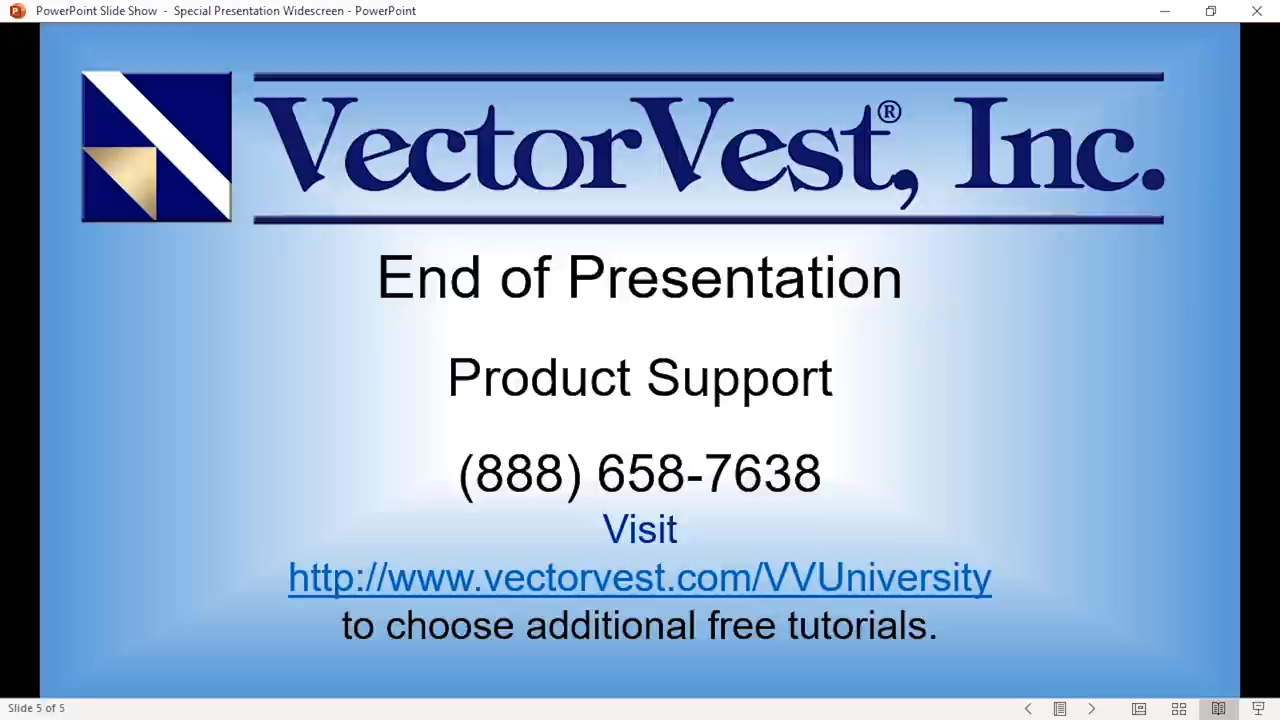 PowerPoint Slide Show - Special Presentation Widescreen - PowerPoint
VectorVest®, Inc.
End of Presentation
Product Support
(888) 658-7638
Visit
http://www.vectorvest.com/VVUniversity
to choose additional free tutorials.
Slide 5 of 5